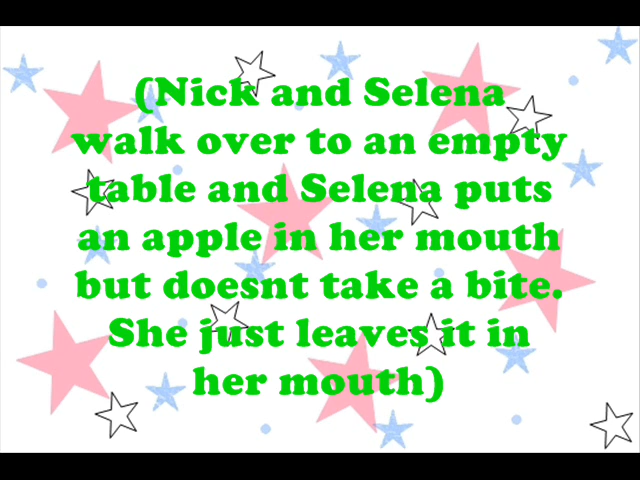 (Nick and Selena
walk over to an empty
table and Selena puts
an apple in her mouth
but doesnt take a bite.
She just leaves it in
her mouth)